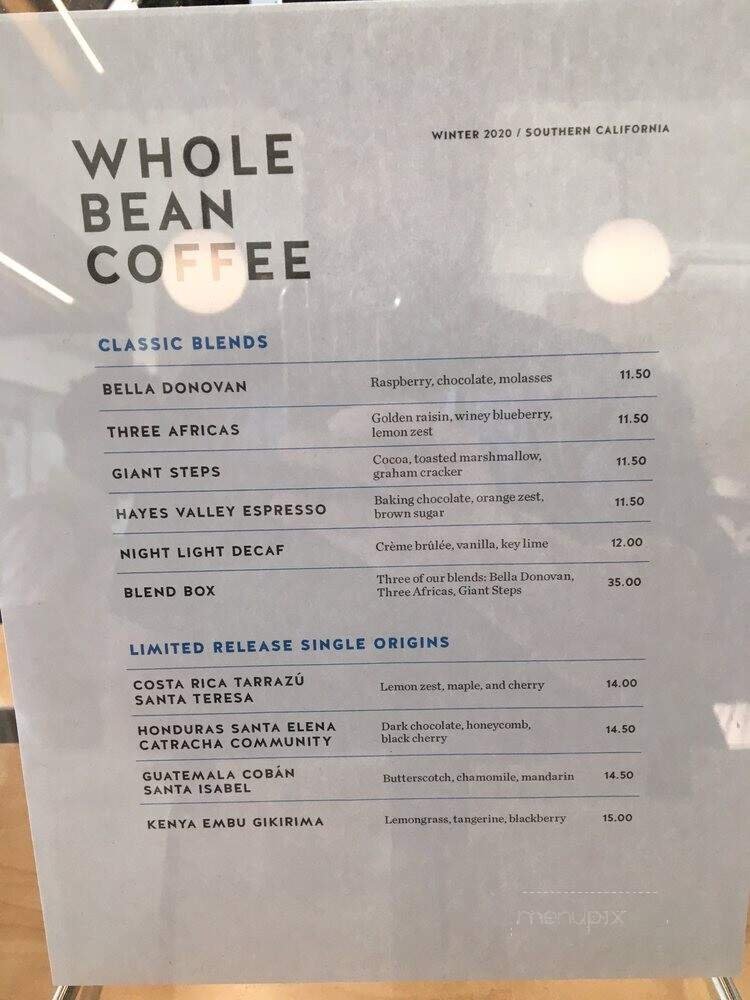 WINTER 2020 / SOUTHERN CALIFORNIA
WHOLE
BEAN
COFFEE
CLASSIC BLENDS
BELLA DONOVAN Raspberry, chocolate, molasses 11.50
THREE AFRICAS Golden raisin, winey blueberry, 11.50
lemon zest
GIANT STEPS Cocoa, toasted marshmallow, 11.50
graham cracker
HAYES VALLEY ESPRESSO Baking chocolate, orange zest, 11.50
brown sugar
NIGHT LIGHT DECAF Crème brûlée, vanilla, key lime 12.00
BLEND BOX Three of our blends: Bella Donovan, 35.00
Three Africas, Giant Steps
LIMITED RELEASE SINGLE ORIGINS
COSTA RICA TARRAZÚ Lemon zest, maple, and cherry 14.00
SANTA TERESA
HONDURAS SANTA ELENA Dark chocolate, honeycomb, 14.50
CATRACHA COMMUNITY black cherry
GUATEMALA COBÁN Butterscotch, chamomile, mandarin 14.50
SANTA ISABEL
KENYA EMBU GIKIRIMA Lemongrass, tangerine, blackberry 15.00
menupix